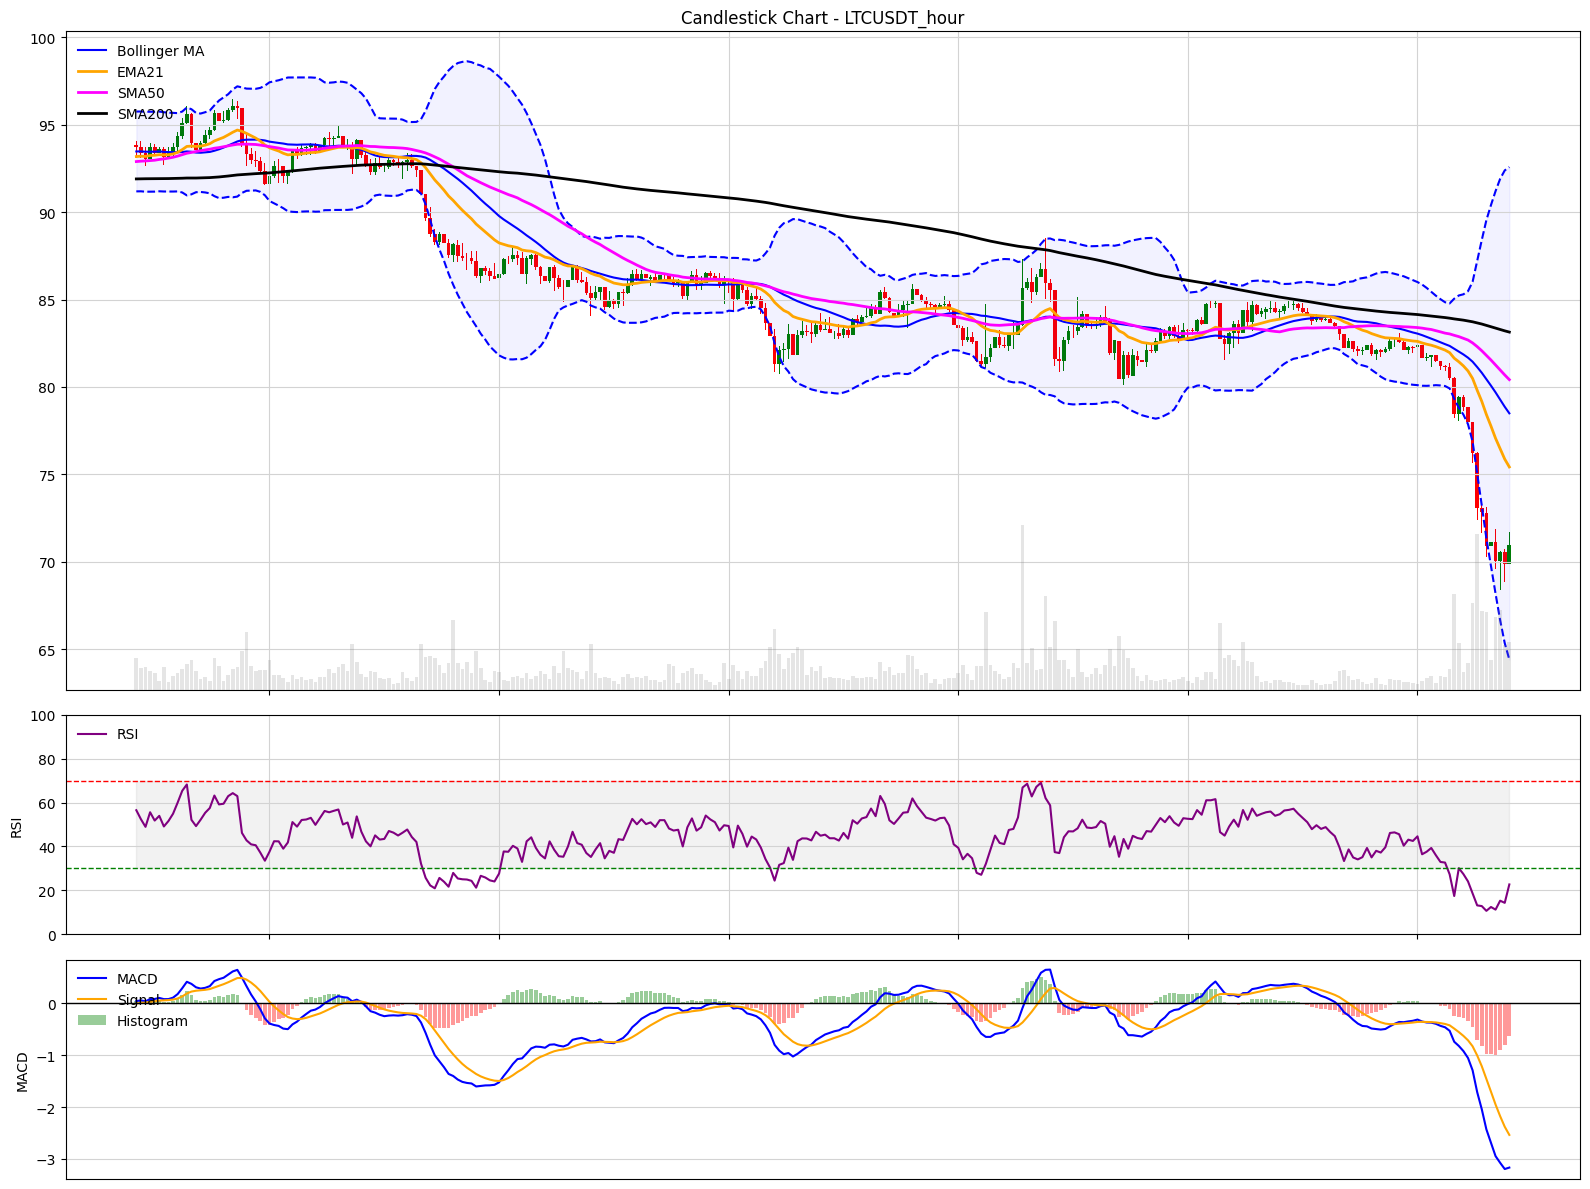 Candlestick Chart - LTCUSDT_hour
100
95
90
85
80
75
70
65
Bollinger MA
EMA21
SMA50
SMA200
100
80
60
40
20
0
RSI
RSI
0
−1
−2
−3
MACD
MACD
Signal
Histogram